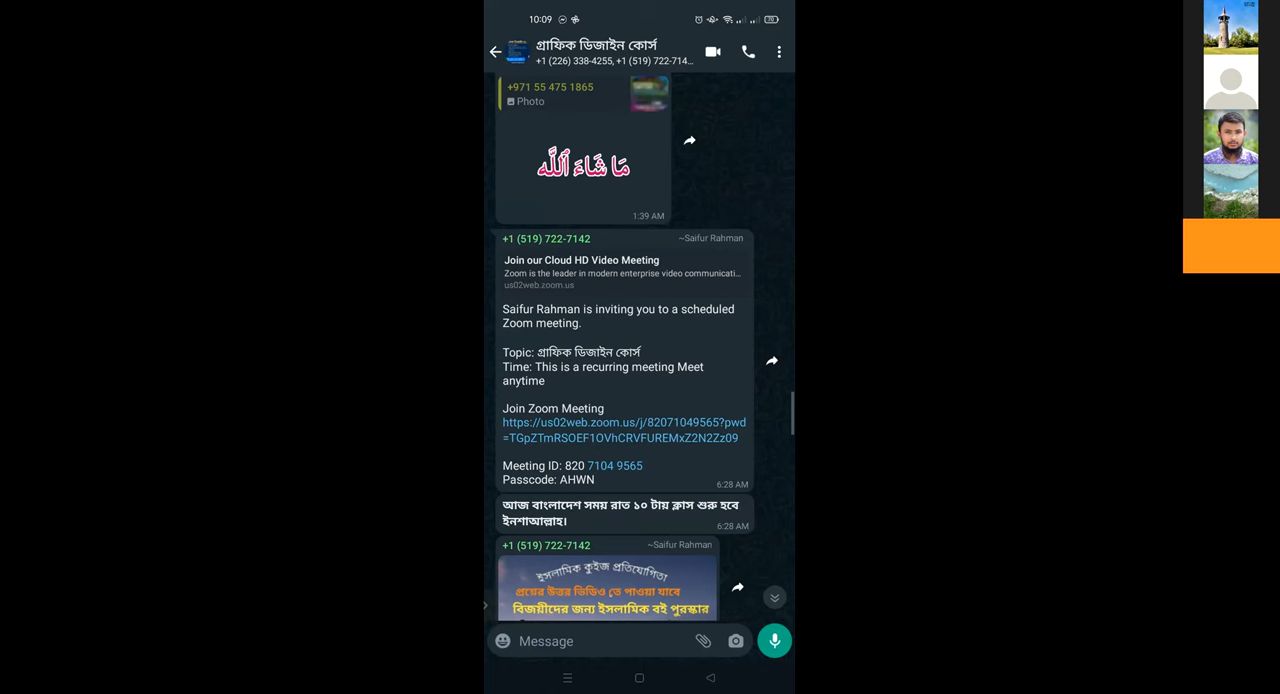 10:09
70
গ্রাফিক ডিজাইন কোর্স
+1 (226) 338-4255, +1 (519) 722-714...
+971 55 475 1865
Photo
مَا شَاءَ ٱللَّٰه
1:39 AM
+1 (519) 722-7142 ~Saifur Rahman
Join our Cloud HD Video Meeting
Zoom is the leader in modern enterprise video communicati...
us02web.zoom.us
Saifur Rahman is inviting you to a scheduled
Zoom meeting.
Topic: গ্রাফিক ডিজাইন কোর্স
Time: This is a recurring meeting Meet
anytime
Join Zoom Meeting
https://us02web.zoom.us/j/82071049565?pwd
=TGpZTmRSOEF1OVhCRVFUREMxZ2N2Zz09
Meeting ID: 820 7104 9565
Passcode: AHWN
6:28 AM
আজ বাংলাদেশ সময় রাত ১০ টায় ক্লাস শুরু হবে
ইনশাআল্লাহ।
6:28 AM
+1 (519) 722-7142 ~Saifur Rahman
ইসলামিক কুইজ প্রতিযোগিতা
প্রশ্নের উত্তর ভিডিও তে পাওয়া যাবে
বিজয়ীদের জন্য ইসলামিক বই পুরস্কার
Message